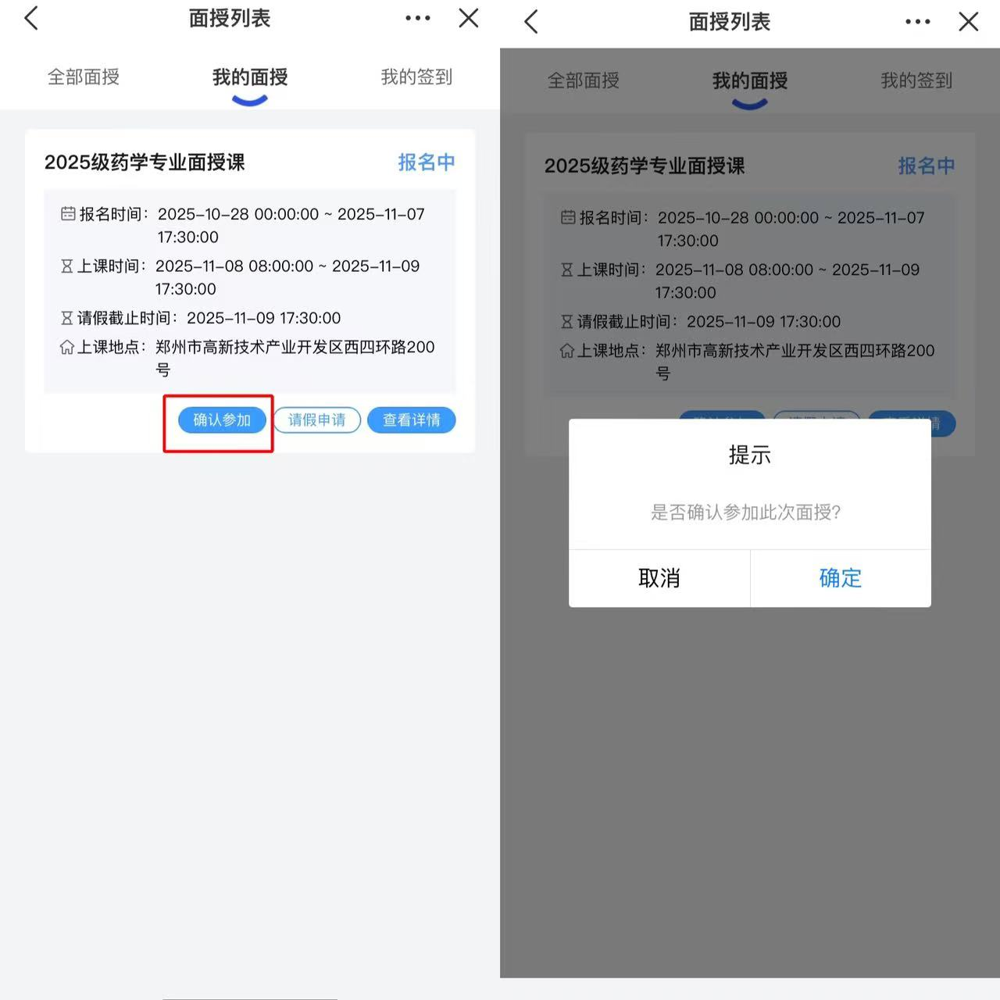 面授列表
全部面授
我的面授
我的签到
2025级药学专业面授课
报名中
报名时间: 2025-10-28 00:00:00 ~ 2025-11-07
17:30:00
上课时间: 2025-11-08 08:00:00 ~ 2025-11-09
17:30:00
请假截止时间: 2025-11-09 17:30:00
上课地点: 郑州市高新技术产业开发区西四环路200
号
确认参加
请假申请
查看详情
面授列表
全部面授
我的面授
我的签到
2025级药学专业面授课
报名中
报名时间: 2025-10-28 00:00:00 ~ 2025-11-07
17:30:00
上课时间: 2025-11-08 08:00:00 ~ 2025-11-09
17:30:00
请假截止时间: 2025-11-09 17:30:00
上课地点: 郑州市高新技术产业开发区西四环路200
号
提示
是否确认参加此次面授?
取消
确定